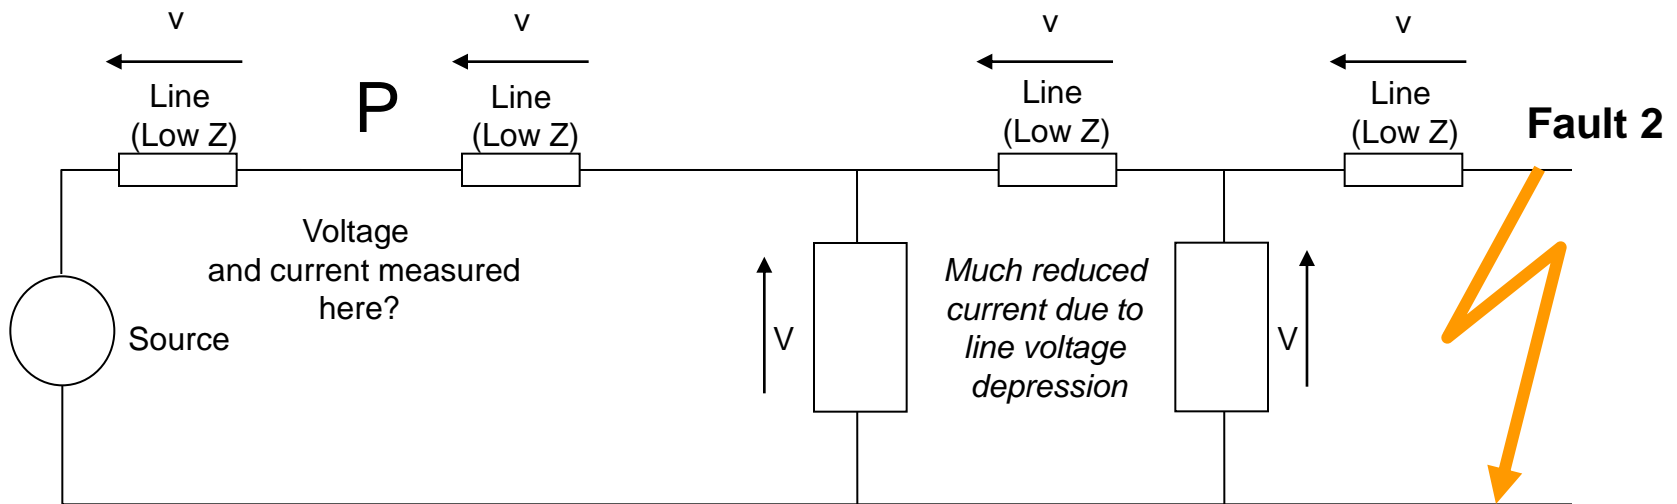 v
v
v
v
Line
(Low Z)
P
Line
(Low Z)
Line
(Low Z)
Line
(Low Z)
Fault 2
Voltage
and current measured
here?
Source
V
Much reduced
current due to
line voltage
depression
V